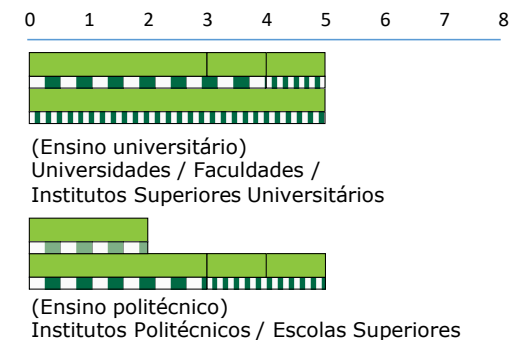 0 1 2 3 4 5 6 7 8
(Ensino universitário)
Universidades / Faculdades /
Institutos Superiores Universitários
(Ensino politécnico)
Institutos Politécnicos / Escolas Superiores